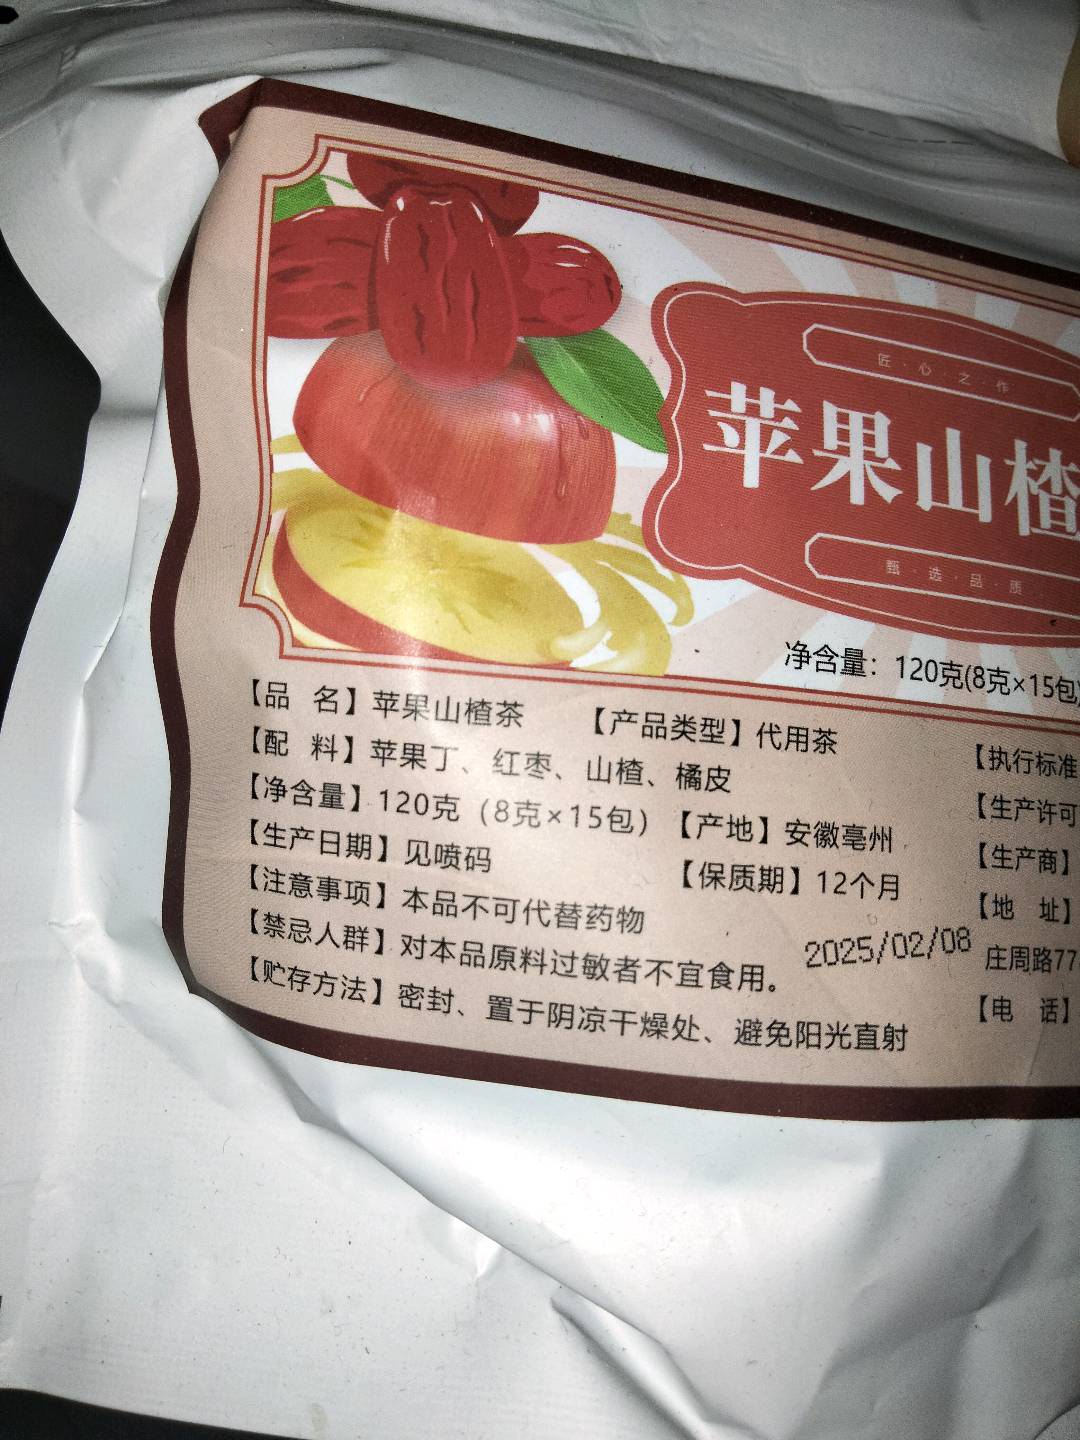 匠·心·之·作
苹果山楂
甄·选·品·质
净含量：120克(8克×15包)
【品 名】苹果山楂茶 【产品类型】代用茶
【配 料】苹果丁、红枣、山楂、橘皮
【净含量】120克（8克×15包）【产地】安徽亳州
【生产日期】见喷码 【保质期】12个月
【注意事项】本品不可代替药物
【禁忌人群】对本品原料过敏者不宜食用。
【贮存方法】密封、置于阴凉干燥处、避免阳光直射
2025/02/08
【执行标准
【生产许可
【生产商】
【地 址】
庄周路77
【电 话】